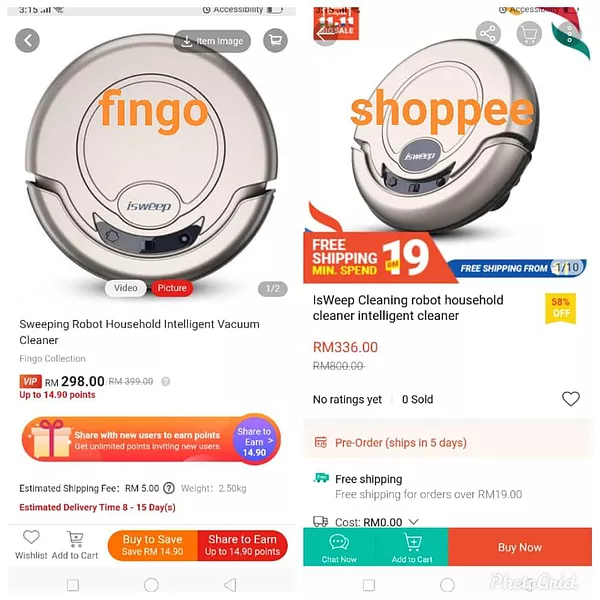 3:15
Accessibility
Item Image
fingo
isweep
Video
Picture
1/2
Sweeping Robot Household Intelligent Vacuum
Cleaner
Fingo Collection
VIP RM 298.00 RM 399.00
Up to 14.90 points
Share with new users to earn points
Get unlimited points inviting new users.
Share to
Earn >
14.90
Estimated Shipping Fee: RM 5.00 ? Weight: 2.50kg
Estimated Delivery Time 8 - 15 Day(s)
Wishlist
Add to Cart
Buy to Save
Save RM 14.90
Share to Earn
Up to 14.90 points
3:15
Accessibility
11.11
BIG SALE
shoppee
isweep
FREE
SHIPPING
MIN. SPEND
RM 19
FREE SHIPPING FROM
1/10
IsWeep Cleaning robot household
cleaner intelligent cleaner
58%
OFF
RM336.00
RM800.00
No ratings yet
0 Sold
Pre-Order (ships in 5 days)
Free shipping
Free shipping for orders over RM19.00
Cost: RM0.00
Chat Now
Add to Cart
Buy Now
PhotoGrid